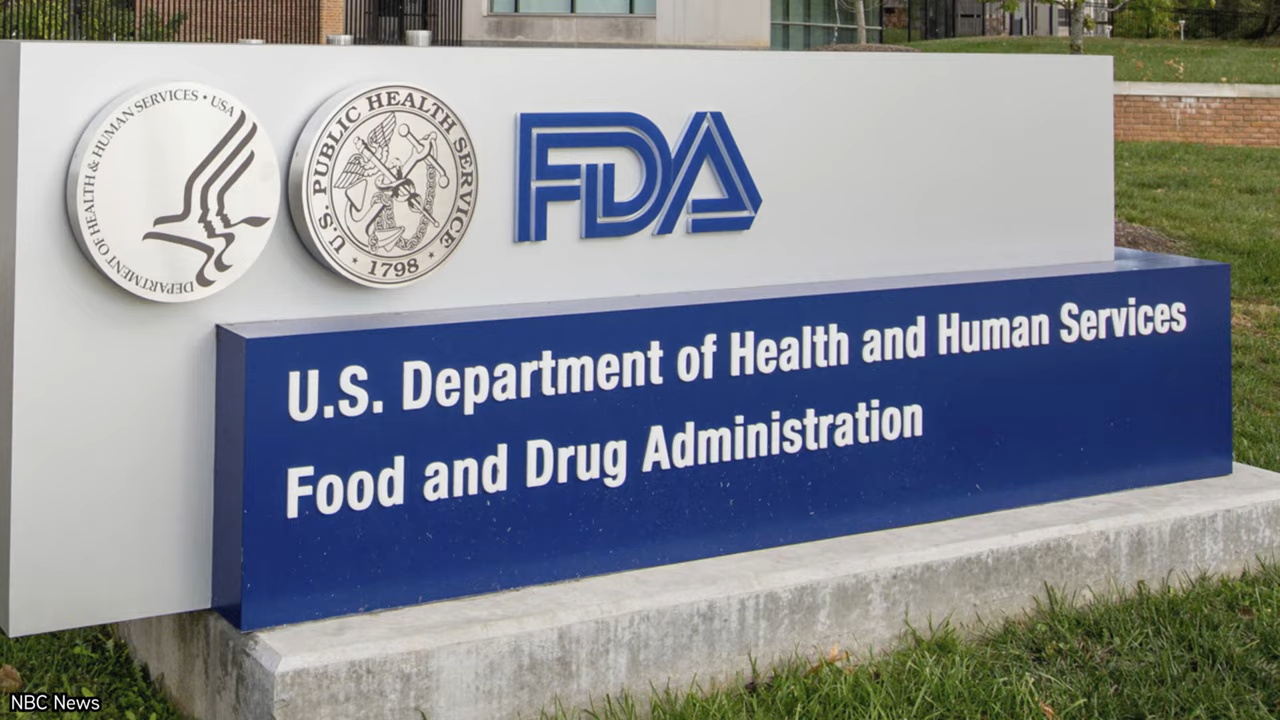 DEPARTMENT OF HEALTH & HUMAN SERVICES • USA
U.S. PUBLIC HEALTH SERVICE
1798
FDA
U.S. Department of Health and Human Services
Food and Drug Administration
NBC News